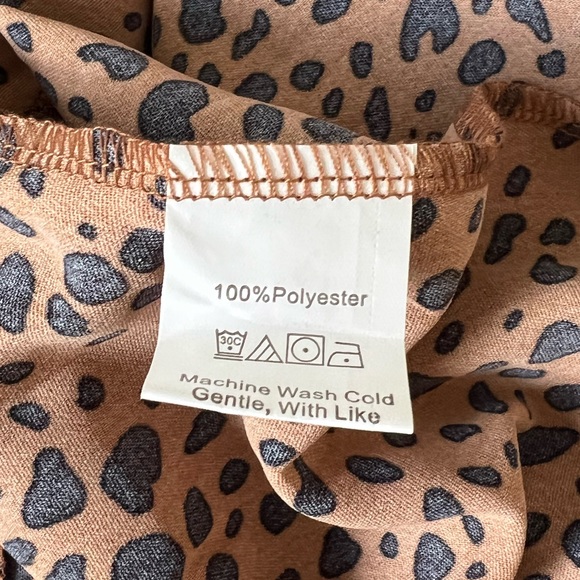 100%Polyester
30C
Machine Wash Cold
Gentle, With Like